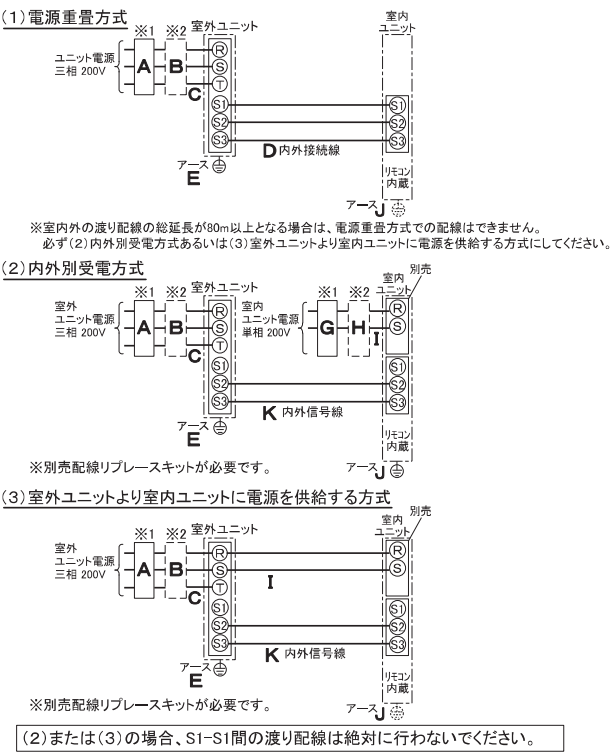 (1)電源重畳方式
※1 ※2 室外ユニット
室内
ユニット
ユニット電源
三相 200V
A
B
C
R
S
T
S1
S2
S3
S1
S2
S3
D 内外接続線
アース
E
リモコン
内蔵
アース J
※室内外の渡り配線の総延長が80m以上となる場合は、電源重畳方式での配線はできません。
必ず(2)内外別受電方式あるいは(3)室外ユニットより室内ユニットに電源を供給する方式にしてください。
(2)内外別受電方式
※1 ※2 室外ユニット
※1 ※2
室内
ユニット
別売
室外
ユニット電源
三相 200V
A
B
C
R
S
T
S1
S2
S3
室内
ユニット電源
単相 200V
G
H
I
R
S
S1
S2
S3
K 内外信号線
アース
E
リモコン
内蔵
アース J
※別売配線リプレースキットが必要です。
(3)室外ユニットより室内ユニットに電源を供給する方式
※1 ※2 室外ユニット
室内
ユニット
別売
室外
ユニット電源
三相 200V
A
B
C
R
S
T
S1
S2
S3
I
R
S
S1
S2
S3
K 内外信号線
アース
E
リモコン
内蔵
アース J
※別売配線リプレースキットが必要です。
(2)または(3)の場合、S1-S1間の渡り配線は絶対に行わないでください。